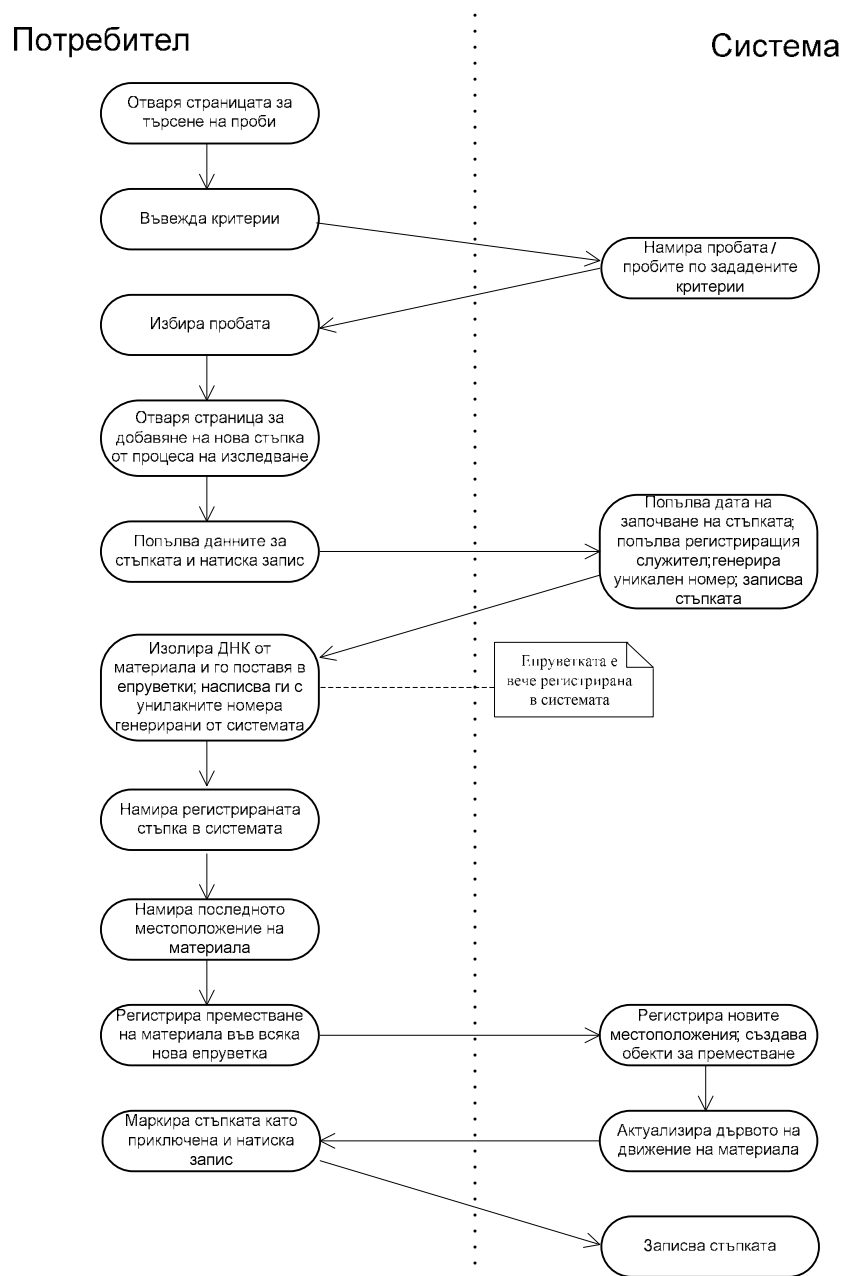 Потребител
Система
Отваря страницата за
търсене на проби
Въвежда критерии
Намира пробата /
пробите по зададените
критерии
Избира пробата
Отваря страница за
добавяне на нова стъпка
от процеса на изследване
Попълва данните за
стъпката и натиска запис
Попълва дата на
започване на стъпката;
попълва регистриращия
служител;генерира
уникален номер; записва
стъпката
Изолира ДНК от
материала и го поставя в
епруветки; насписва ги с
унилакните номера
генерирани от системата
Епруветката е
вече регистрирана
в системата
Намира регистрираната
стъпка в системата
Намира последното
местоположение на
материала
Регистрира преместване
на материала във всяка
нова епруветка
Регистрира новите
местоположения; създава
обекти за преместване
Маркира стъпката като
приключена и натиска
запис
Актуализира дървото на
движение на материала
Записва стъпката